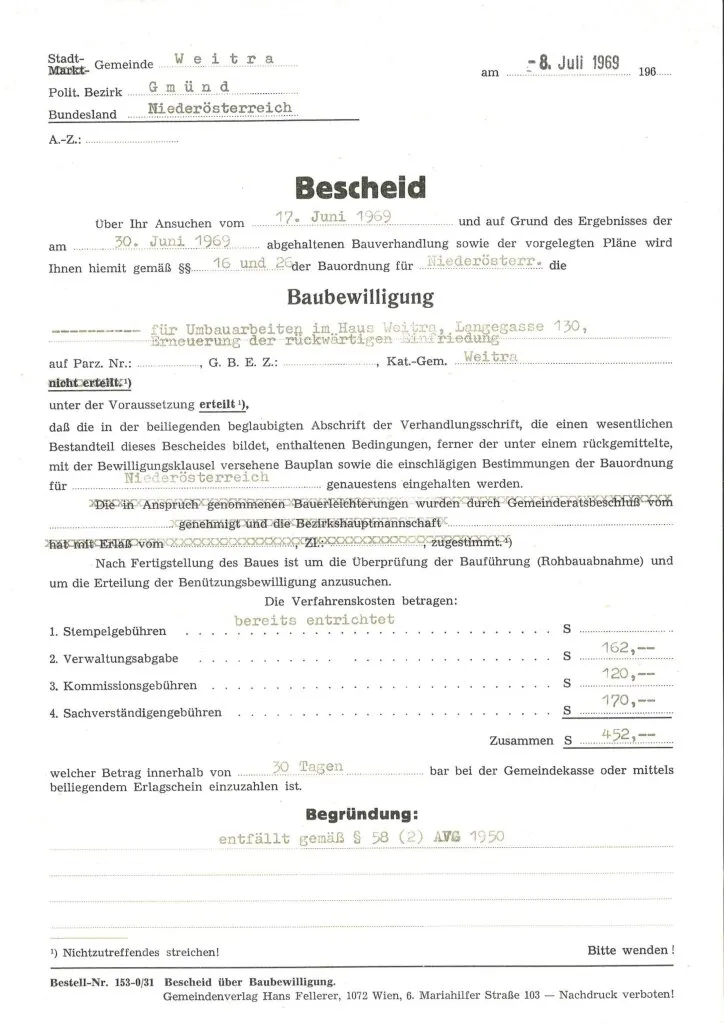 Stadt-
Markt- Gemeinde Weitra
am -8. Juli 1969 196
Polit. Bezirk Gmünd
Bundesland Niederösterreich
A.-Z.:
Bescheid
Über Ihr Ansuchen vom 17. Juni 1969 und auf Grund des Ergebnisses der
am 30. Juni 1969 abgehaltenen Bauverhandlung sowie der vorgelegten Pläne wird
Ihnen hiemit gemäß §§ 16 und 26 der Bauordnung für Niederösterr. die
Baubewilligung
---------- für Umbauarbeiten im Haus Weitra, Langegasse 130,
Erneuerung der rückwärtigen Einfriedung
auf Parz. Nr.: , G. B. E. Z.: , Kat.-Gem. Weitra
nicht erteilt.¹)
unter der Voraussetzung erteilt¹),
daß die in der beiliegenden beglaubigten Abschrift der Verhandlungsschrift, die einen wesentlichen
Bestandteil dieses Bescheides bildet, enthaltenen Bedingungen, ferner der unter einem rückgemittelte,
mit der Bewilligungsklausel versehene Bauplan sowie die einschlägigen Bestimmungen der Bauordnung
für Niederösterreich genauestens eingehalten werden.
Die in Anspruch genommenen Bauerleichterungen wurden durch Gemeinderatsbeschluß vom
genehmigt und die Bezirkshauptmannschaft
hat mit Erlaß vom , Zl.: , zugestimmt.¹)
Nach Fertigstellung des Baues ist um die Überprüfung der Bauführung (Rohbauabnahme) und
um die Erteilung der Benützungsbewilligung anzusuchen.
Die Verfahrenskosten betragen:
1. Stempelgebühren bereits entrichtet S
2. Verwaltungsabgabe S 162,--
3. Kommissionsgebühren S 120,--
4. Sachverständigengebühren S 170,--
Zusammen S 452,--
welcher Betrag innerhalb von 30 Tagen bar bei der Gemeindekasse oder mittels
beiliegendem Erlagschein einzuzahlen ist.
Begründung:
entfällt gemäß § 58 (2) AVG 1950
¹) Nichtzutreffendes streichen! Bitte wenden!
Bestell-Nr. 153-0/31 Bescheid über Baubewilligung.
Gemeindenverlag Hans Fellerer, 1072 Wien, 6. Mariahilfer Straße 103 — Nachdruck verboten!